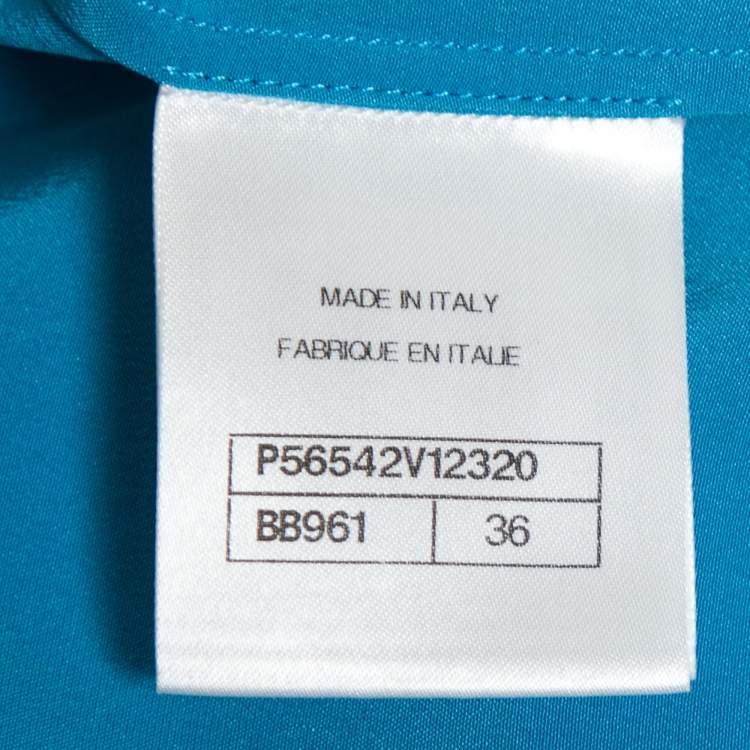 MADE IN ITALY
FABRIQUE EN ITALIE
P56542V12320
BB961 36